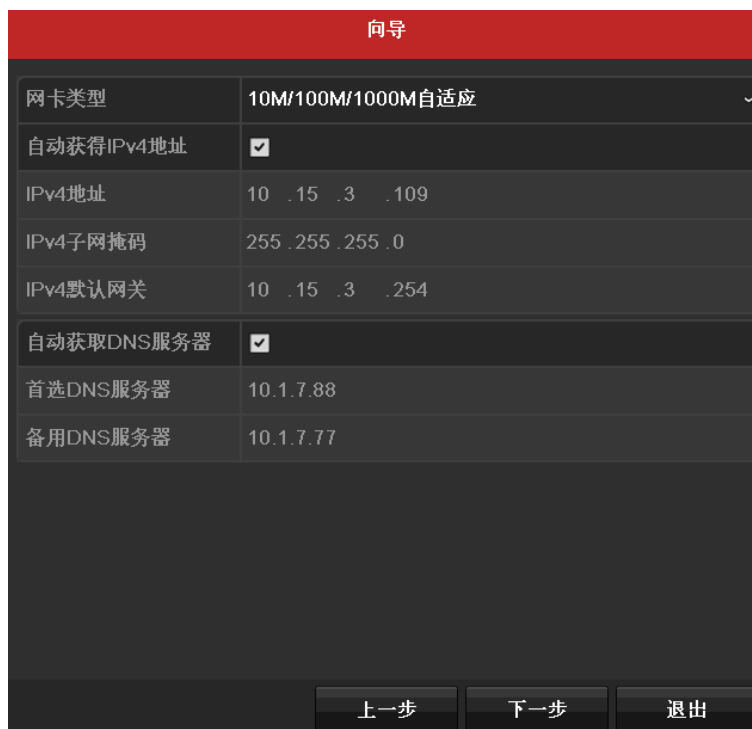 向导
网卡类型 10M/100M/1000M自适应
自动获得IPv4地址
IPv4地址 10 .15 .3 .109
IPv4子网掩码 255.255.255.0
IPv4默认网关 10 .15 .3 .254
自动获取DNS服务器
首选DNS服务器 10.1.7.88
备用DNS服务器 10.1.7.77
上一步 下一步 退出